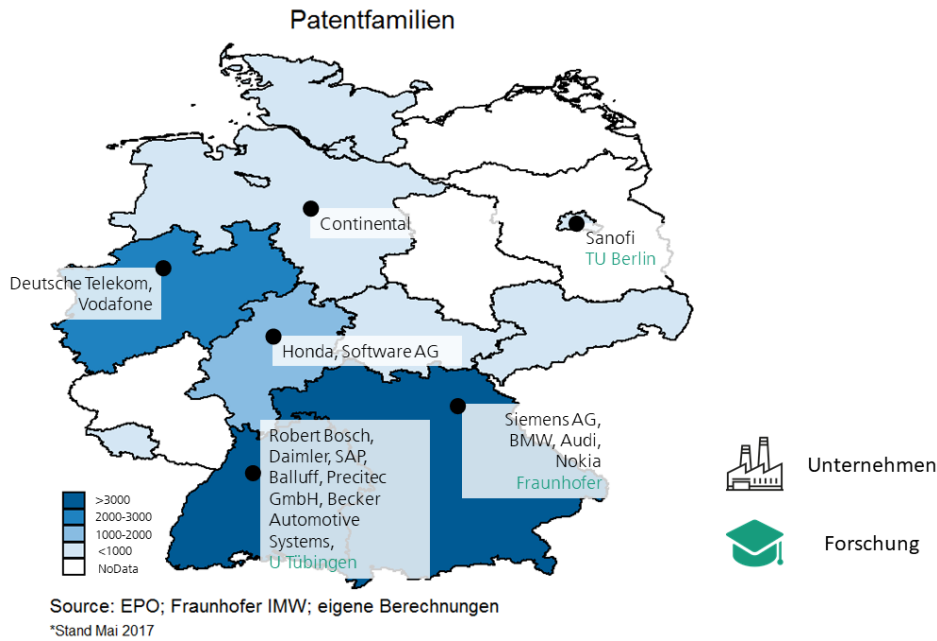 Patentfamilien
Continental
Sanofi
TU Berlin
Deutsche Telekom,
Vodafone
Honda, Software AG
Siemens AG,
BMW, Audi,
Nokia
Fraunhofer
Robert Bosch,
Daimler, SAP,
Balluff, Precitec
GmbH, Becker
Automotive
Systems,
U Tübingen
Unternehmen
Forschung
>3000
2000-3000
1000-2000
<1000
NoData
Source: EPO; Fraunhofer IMW; eigene Berechnungen
*Stand Mai 2017